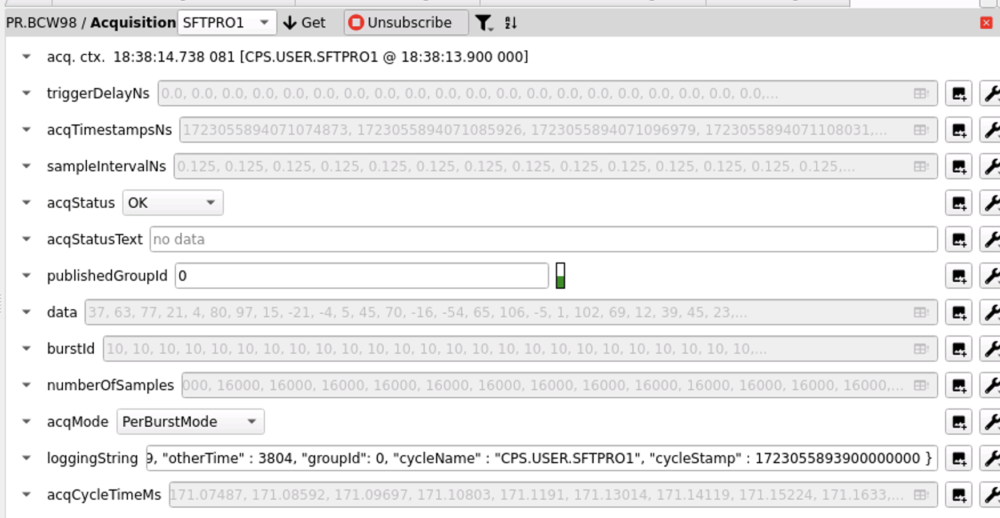 PR.BCW98 / Acquisition SFTPRO1 Get Unsubscribe
acq. ctx. 18:38:14.738 081 [CPS.USER.SFTPRO1 @ 18:38:13.900 000]
triggerDelayNs 0.0, 0.0, 0.0, 0.0, 0.0, 0.0, 0.0, 0.0, 0.0, 0.0, 0.0, 0.0, 0.0, 0.0, 0.0, 0.0, 0.0, 0.0, 0.0, 0.0,...
acqTimestampsNs 1723055894071074873, 1723055894071085926, 1723055894071096979, 1723055894071108031,...
sampleIntervalNs 0.125, 0.125, 0.125, 0.125, 0.125, 0.125, 0.125, 0.125, 0.125, 0.125, 0.125, 0.125, 0.125, 0.125,...
acqStatus OK
acqStatusText no data
publishedGroupId 0
data 37, 63, 77, 21, 4, 80, 97, 15, -21, -4, 5, 45, 70, -16, -54, 65, 106, -5, 1, 102, 69, 12, 39, 45, 23,...
burstId 10, 10, 10, 10, 10, 10, 10, 10, 10, 10, 10, 10, 10, 10, 10, 10, 10, 10, 10, 10, 10, 10, 10, 10, 10,...
numberOfSamples 000, 16000, 16000, 16000, 16000, 16000, 16000, 16000, 16000, 16000, 16000, 16000, 16000, 16000,...
acqMode PerBurstMode
loggingString 9, "otherTime" : 3804, "groupId": 0, "cycleName" : "CPS.USER.SFTPRO1", "cycleStamp" : 1723055893900000000 }
acqCycleTimeMs 171.07487, 171.08592, 171.09697, 171.10803, 171.1191, 171.13014, 171.14119, 171.15224, 171.1633,...